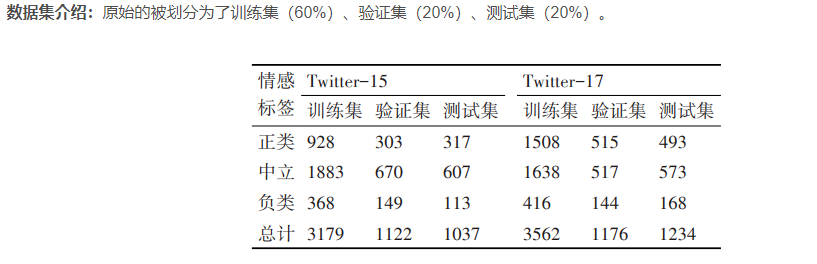 数据集介绍：原始的被划分为了训练集（60%）、验证集（20%）、测试集（20%）。
情感 Twitter-15 Twitter-17
标签 训练集 验证集 测试集 训练集 验证集 测试集
正类 928 303 317 1508 515 493
中立 1883 670 607 1638 517 573
负类 368 149 113 416 144 168
总计 3179 1122 1037 3562 1176 1234